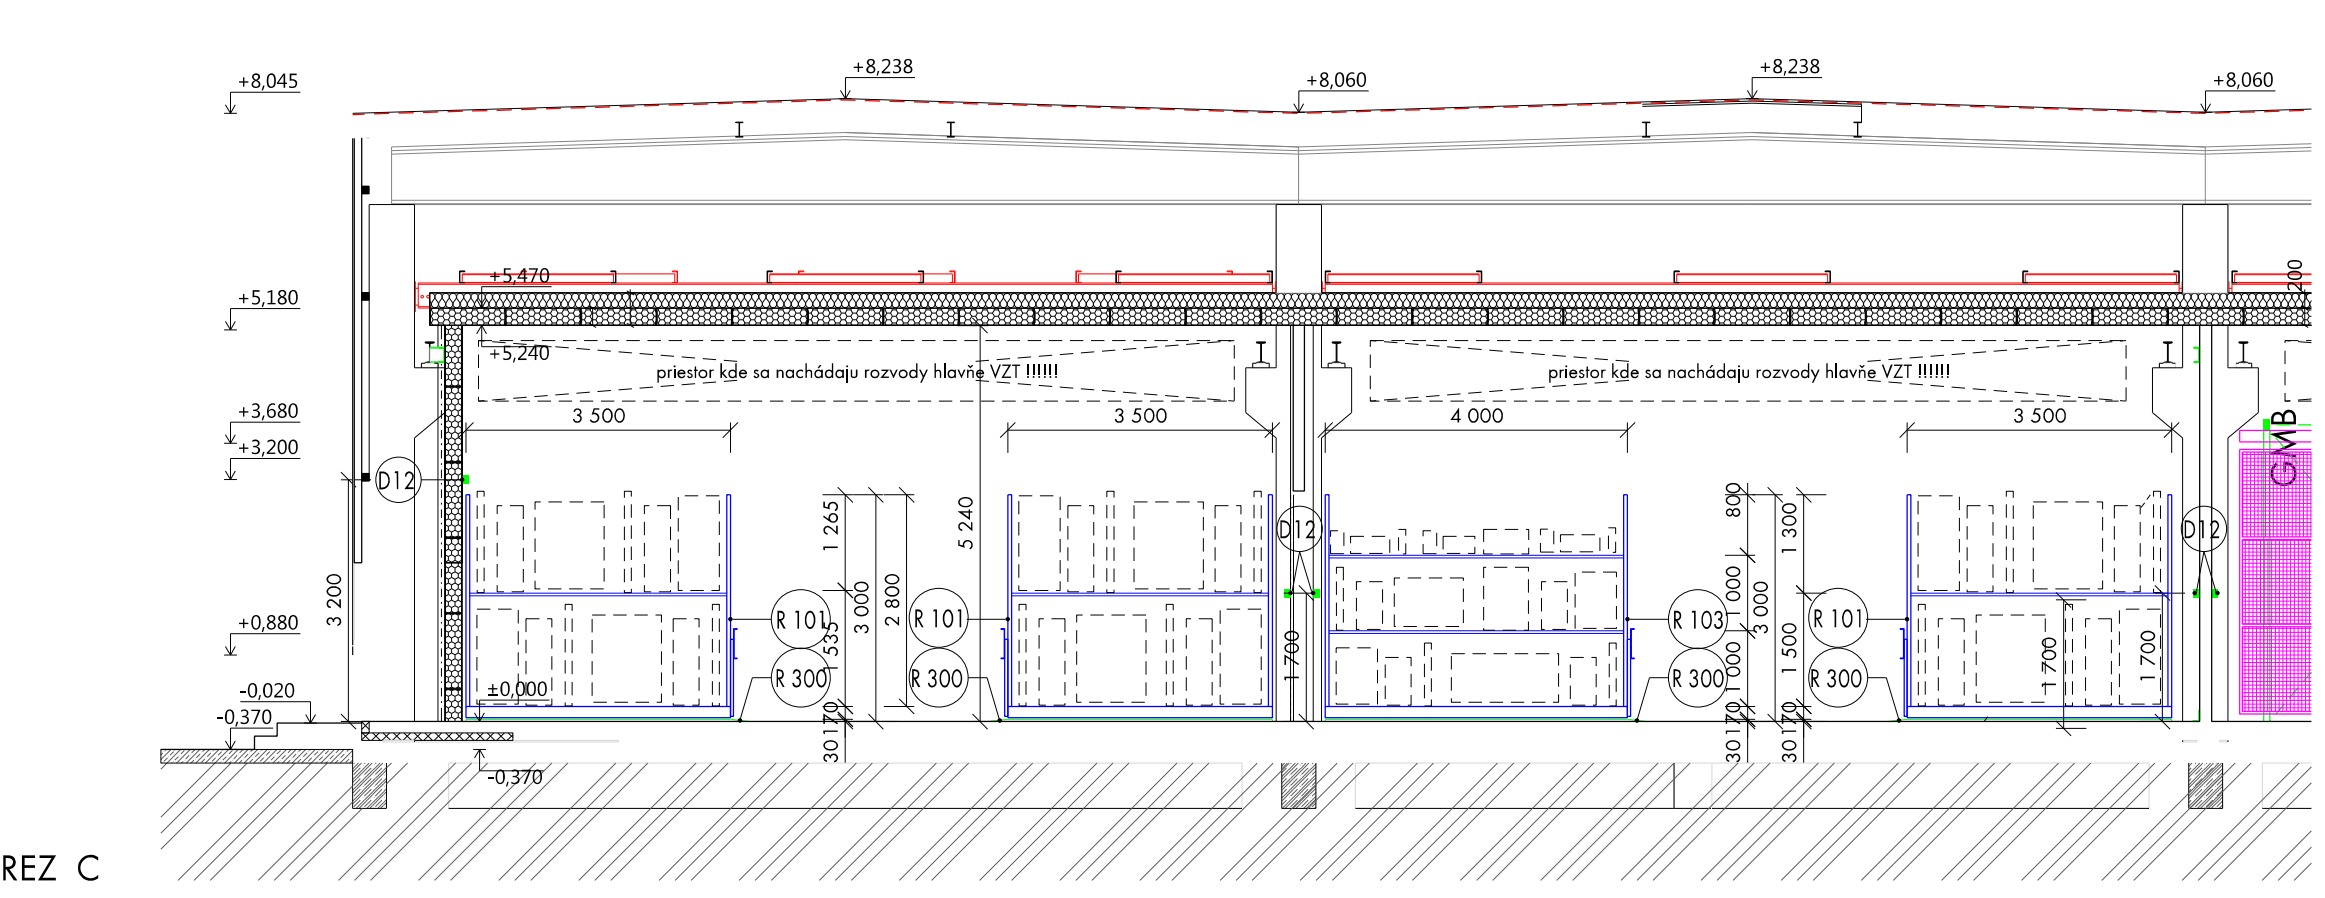 +8,238
+8,238
+8,045
+8,060
+8,060
+5,470
+5,180
200
+5,240
priestor kde sa nachádaju rozvody hlavňe VZT !!!!!!
priestor kde sa nachádaju rozvody hlavňe VZT !!!!!!
+3,680
3 500
3 500
4 000
3 500
+3,200
GMB
D12
D12
D12
1 265
3 000
2 800
5 240
800
1 300
3 200
R 101
R 101
R 103
R 101
1 535
1 000
3 000
1 500
+0,880
1 700
1 700
1 700
R 300
R 300
R 300
R 300
1 000
-0,020
±0,000
-0,370
170
170
170
30
30
30
-0,370
REZ C